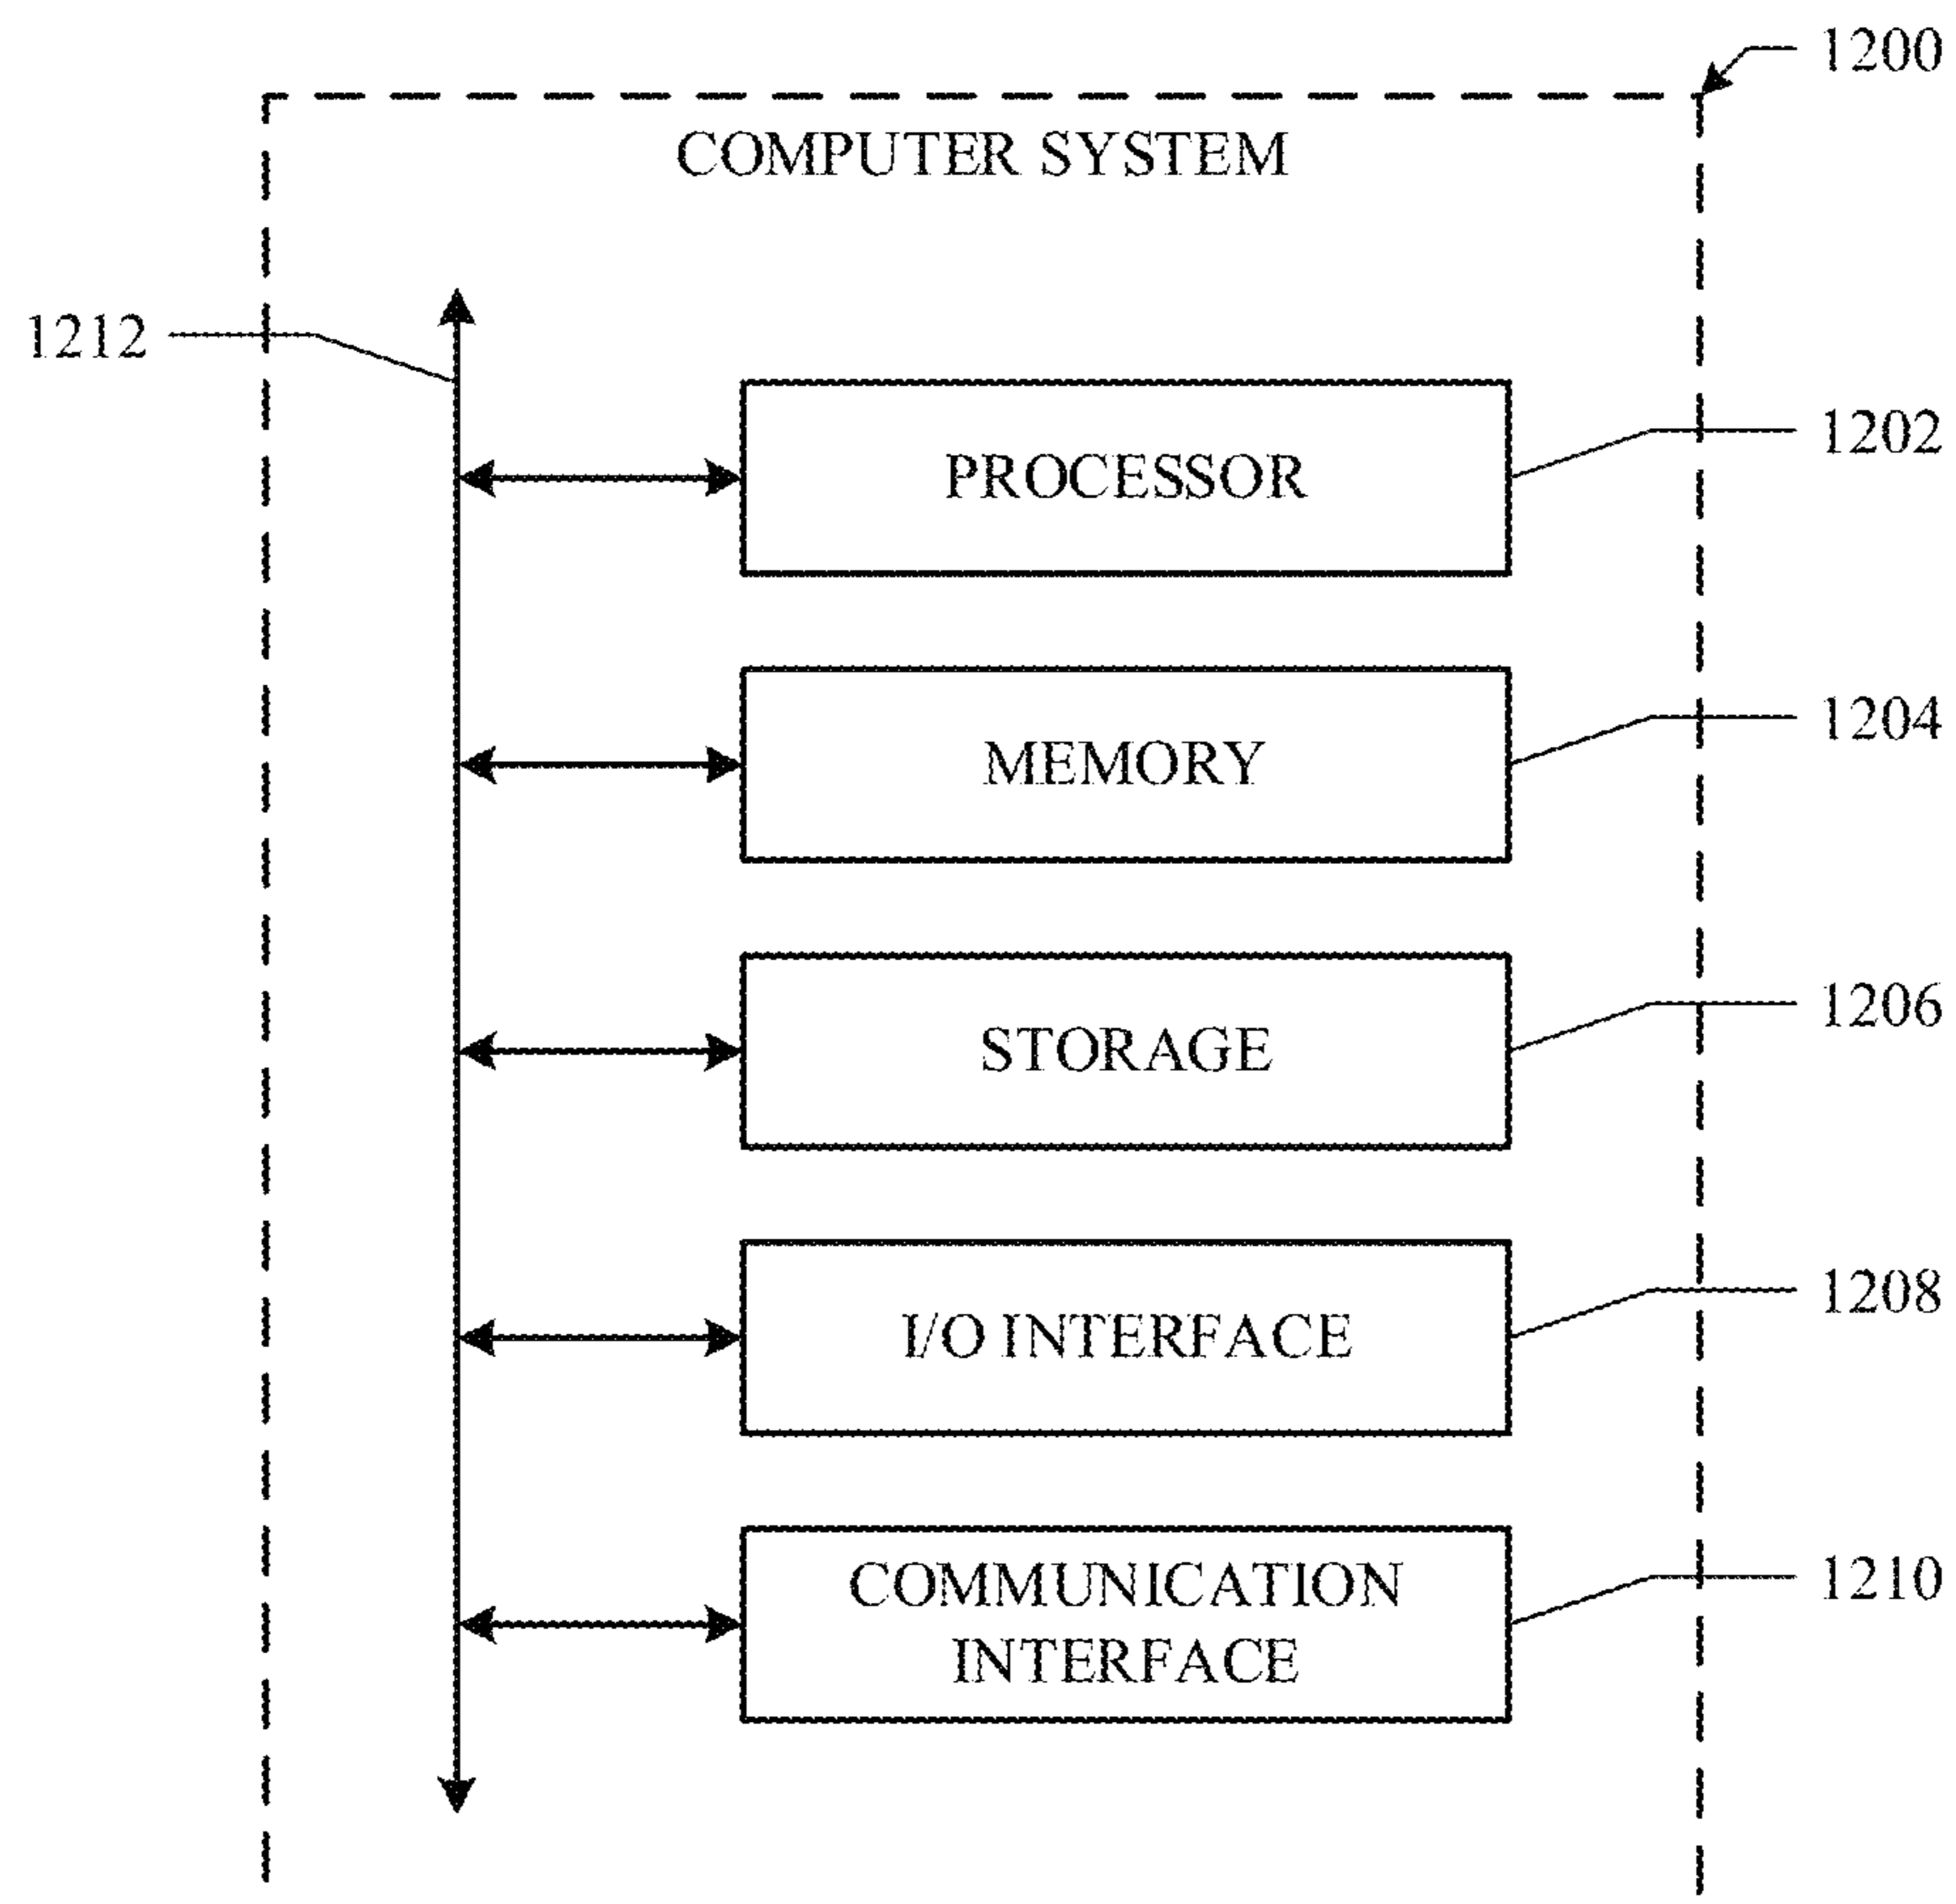 1200
COMPUTER SYSTEM
1212
PROCESSOR
1202
MEMORY
1204
STORAGE
1206
I/O INTERFACE
1208
COMMUNICATION
INTERFACE
1210